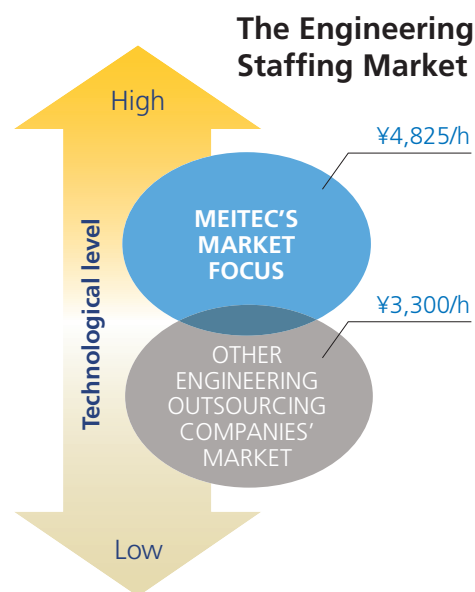 The Engineering
Staffing Market
High
¥4,825/h
MEITEC'S
MARKET
FOCUS
Technological level
¥3,300/h
OTHER
ENGINEERING
OUTSOURCING
COMPANIES'
MARKET
Low